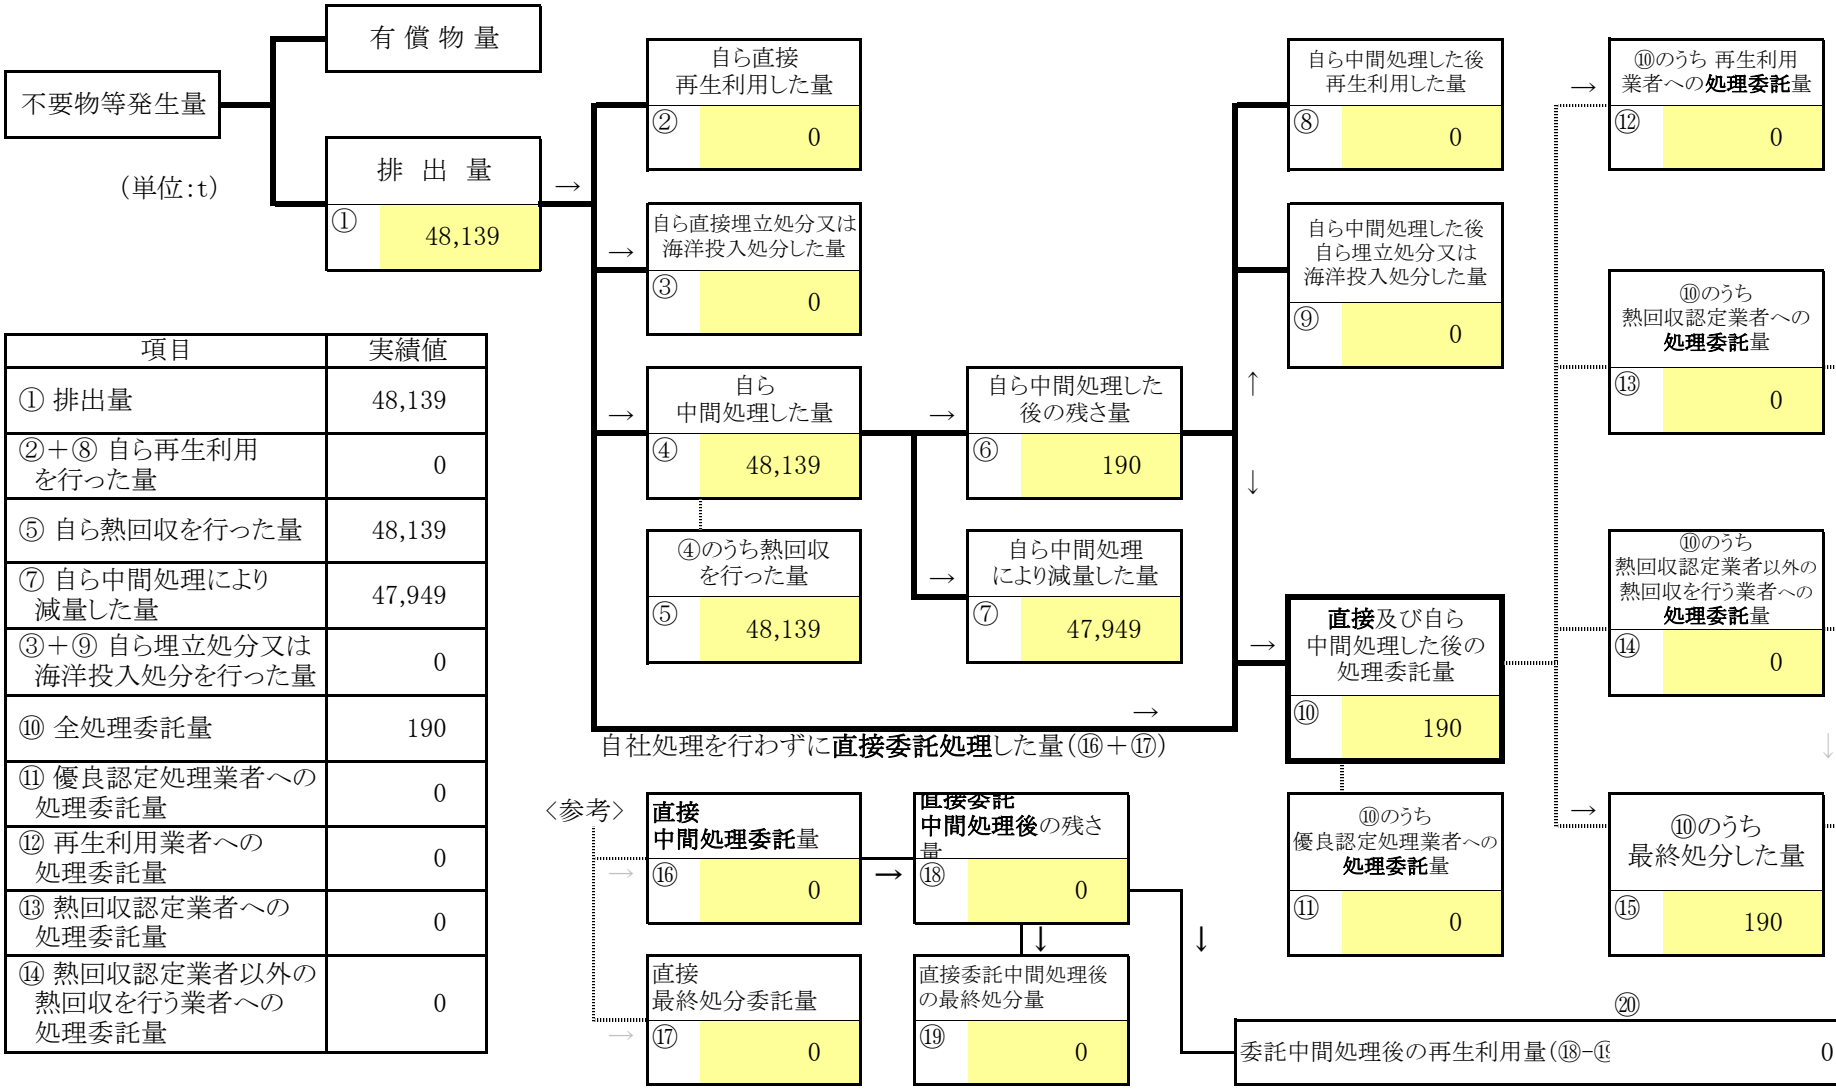 有 償 物 量
不要物等発生量
(単位:t)
排 出 量
→
①
48,139
自ら直接
再生利用した量
②
0
自ら直接埋立処分又は
海洋投入処分した量
→
③
0
自ら
中間処理した量
→
④
48,139
④のうち熱回収
を行った量
⑤
48,139
自ら中間処理した
後の残さ量
→
⑥
190
自ら中間処理
により減量した量
→
⑦
47,949
自ら中間処理した後
再生利用した量
⑧
0
自ら中間処理した後
自ら埋立処分又は
海洋投入処分した量
⑨
0
↑
↓
直接及び自ら
中間処理した後の
処理委託量
→
⑩
190
→
自社処理を行わずに直接委託処理した量(⑯+⑰)
⑩のうち
優良認定処理業者への
処理委託量
⑪
0
⑩のうち 再生利用
業者への処理委託量
→
⑫
0
⑩のうち
熱回収認定業者への
処理委託量
⑬
0
⑩のうち
熱回収認定業者以外の
熱回収を行う業者への
処理委託量
⑭
0
↓
⑩のうち
最終処分した量
→
⑮
190
項目 実績値
① 排出量 48,139
②+⑧ 自ら再生利用
を行った量 0
⑤ 自ら熱回収を行った量 48,139
⑦ 自ら中間処理により
減量した量 47,949
③+⑨ 自ら埋立処分又は
海洋投入処分を行った量 0
⑩ 全処理委託量 190
⑪ 優良認定処理業者への
処理委託量 0
⑫ 再生利用業者への
処理委託量 0
⑬ 熱回収認定業者への
処理委託量 0
⑭ 熱回収認定業者以外の
熱回収を行う業者への
処理委託量 0
<参考>
直接
中間処理委託量
→
⑯
0
直接委託
中間処理後の残さ
量
→
⑱
0
↓
↓
直接
最終処分委託量
→
⑰
0
直接委託中間処理後
の最終処分量
⑲
0
⑳
委託中間処理後の再生利用量(⑱-⑲
0